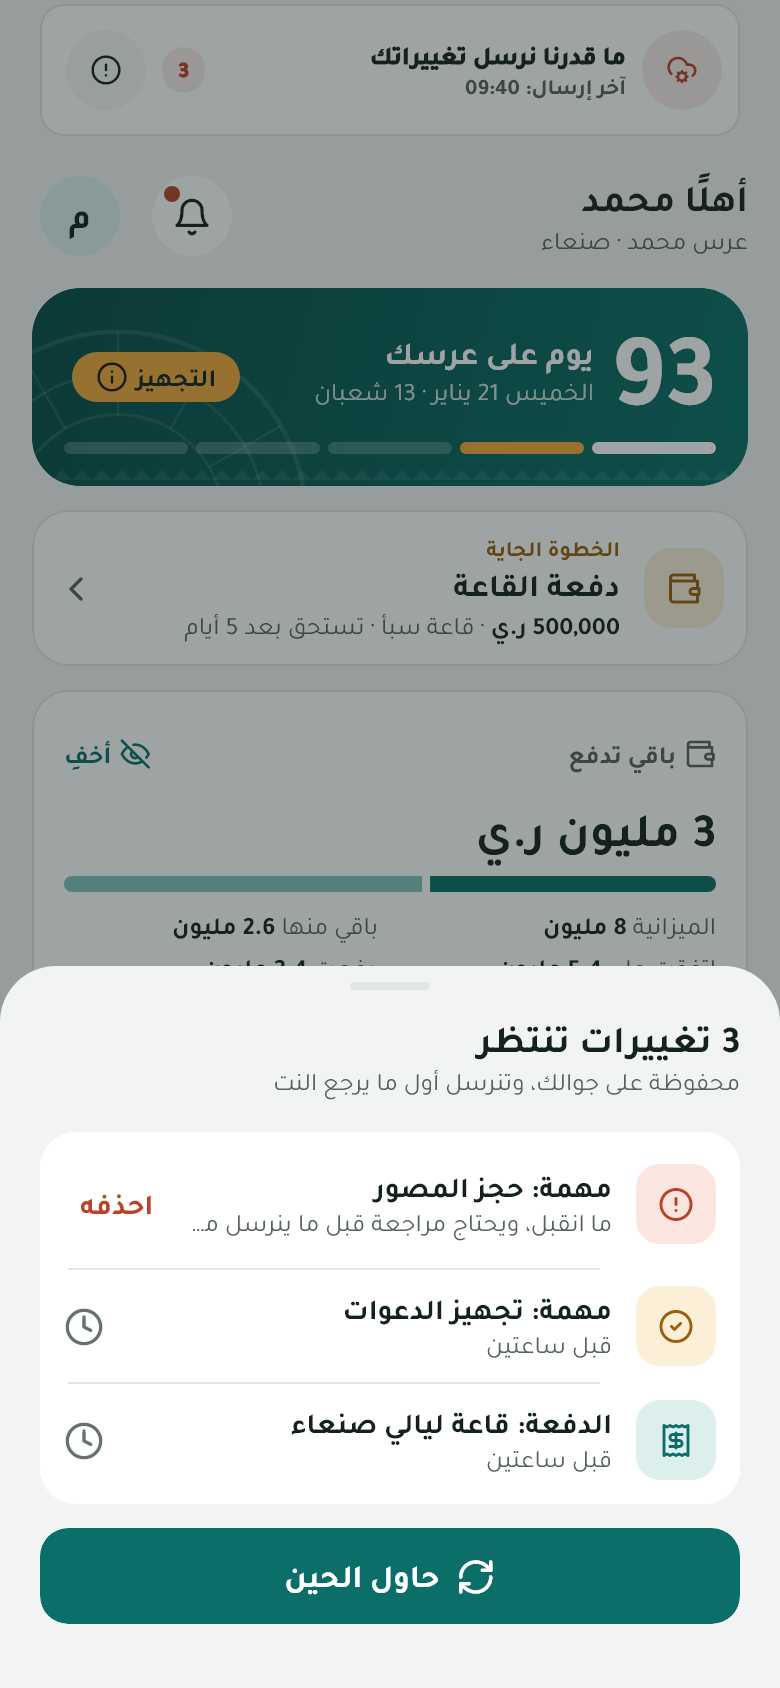 ما قدرنا نرسل تغييراتك
3
آخر إرسال: 09:40
أهلًا محمد
م
عرس محمد · صنعاء
93
يوم على عرسك
التجهيز
الخميس 21 يناير · 13 شعبان
الخطوة الجاية
دفعة القاعة
500,000 ر.ي · قاعة سبأ · تستحق بعد 5 أيام
باقي تدفع
أخفِ
3 مليون ر.ي
الميزانية 8 مليون
باقي منها 2.6 مليون
3 تغييرات تنتظر
محفوظة على جوالك، وتنرسل أول ما يرجع النت
مهمة: حجز المصور
احذفه
ما انقبل، ويحتاج مراجعة قبل ما ينرسل م...
مهمة: تجهيز الدعوات
قبل ساعتين
الدفعة: قاعة ليالي صنعاء
قبل ساعتين
حاول الحين